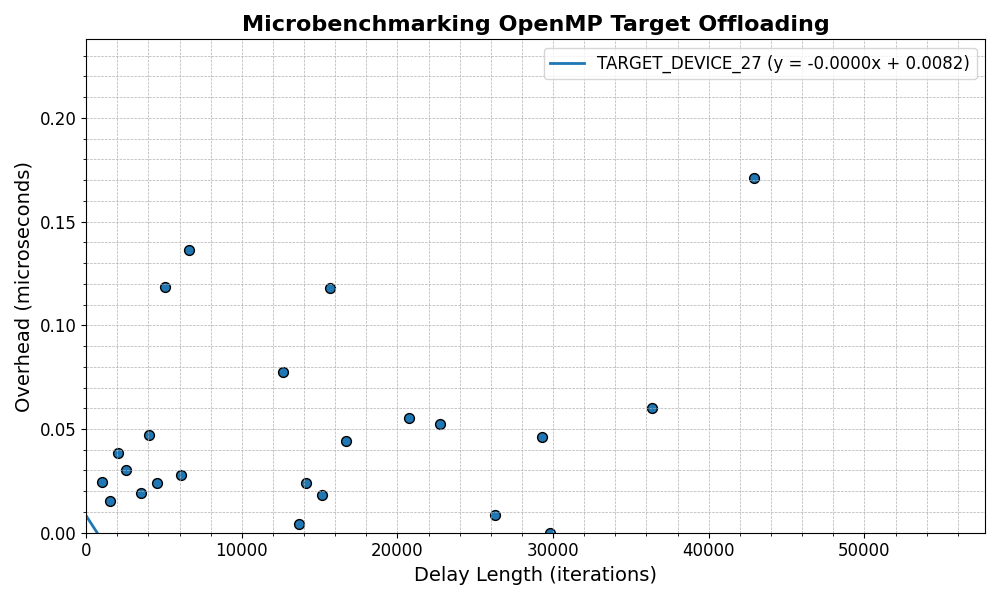 Microbenchmarking OpenMP Target Offloading
TARGET_DEVICE_27 (y = -0.0000x + 0.0082)
Overhead (microseconds)
0.20
0.15
0.10
0.05
0.00
0 10000 20000 30000 40000 50000
Delay Length (iterations)